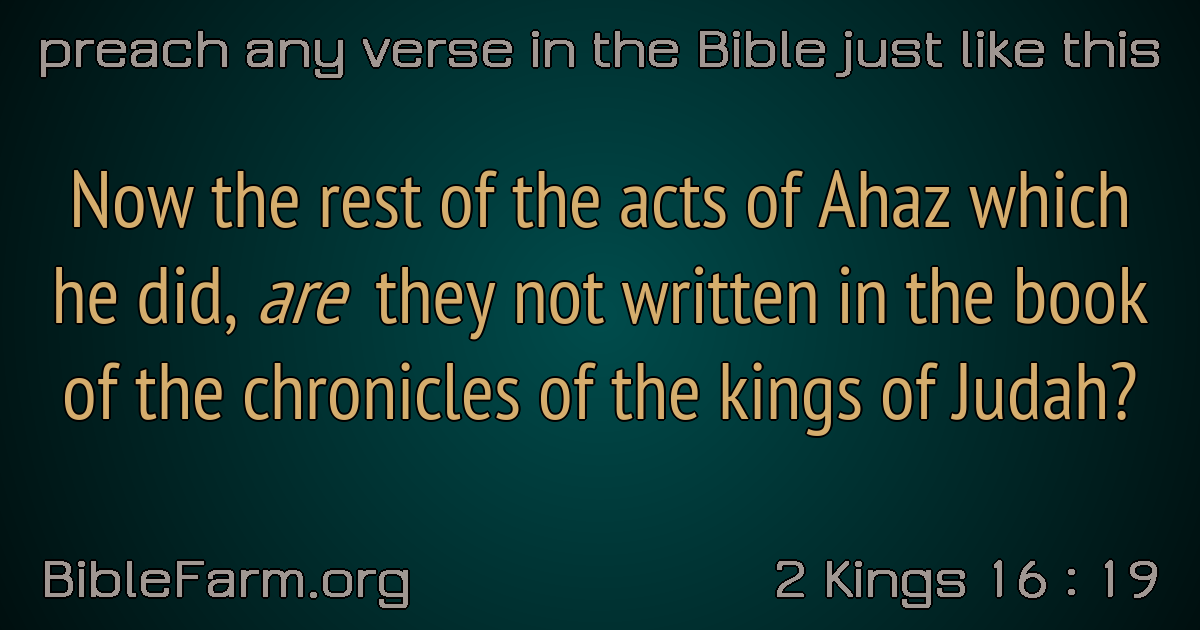 preach any verse in the Bible just like this
Now the rest of the acts of Ahaz which
he did, are they not written in the book
of the chronicles of the kings of Judah?
BibleFarm.org
2 Kings 16 : 19